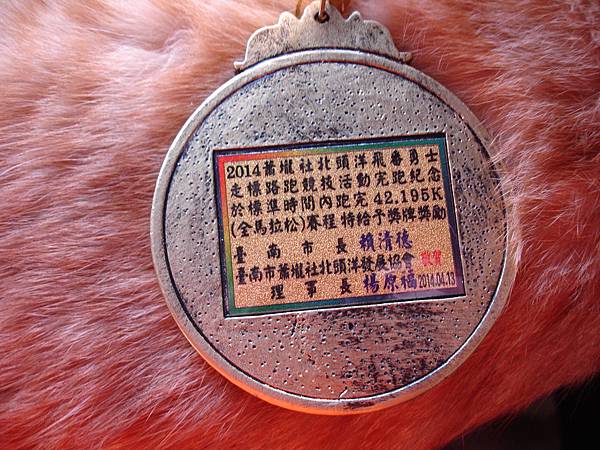 2014蕭壠社北頭洋飛番勇士
走標路跑競技活動完跑紀念
於標準時間內跑完42.195K
(全馬拉松)賽程特給予獎牌獎勵
臺南市長 賴清德
臺南市蕭壠社北頭洋發展協會 敬賀
理事長 楊原福 2014.04.13